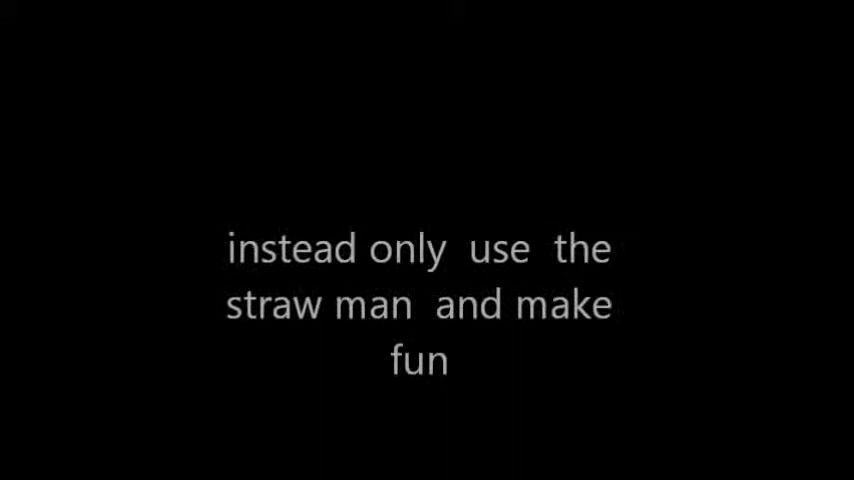 instead only  use  the
straw man  and make
fun